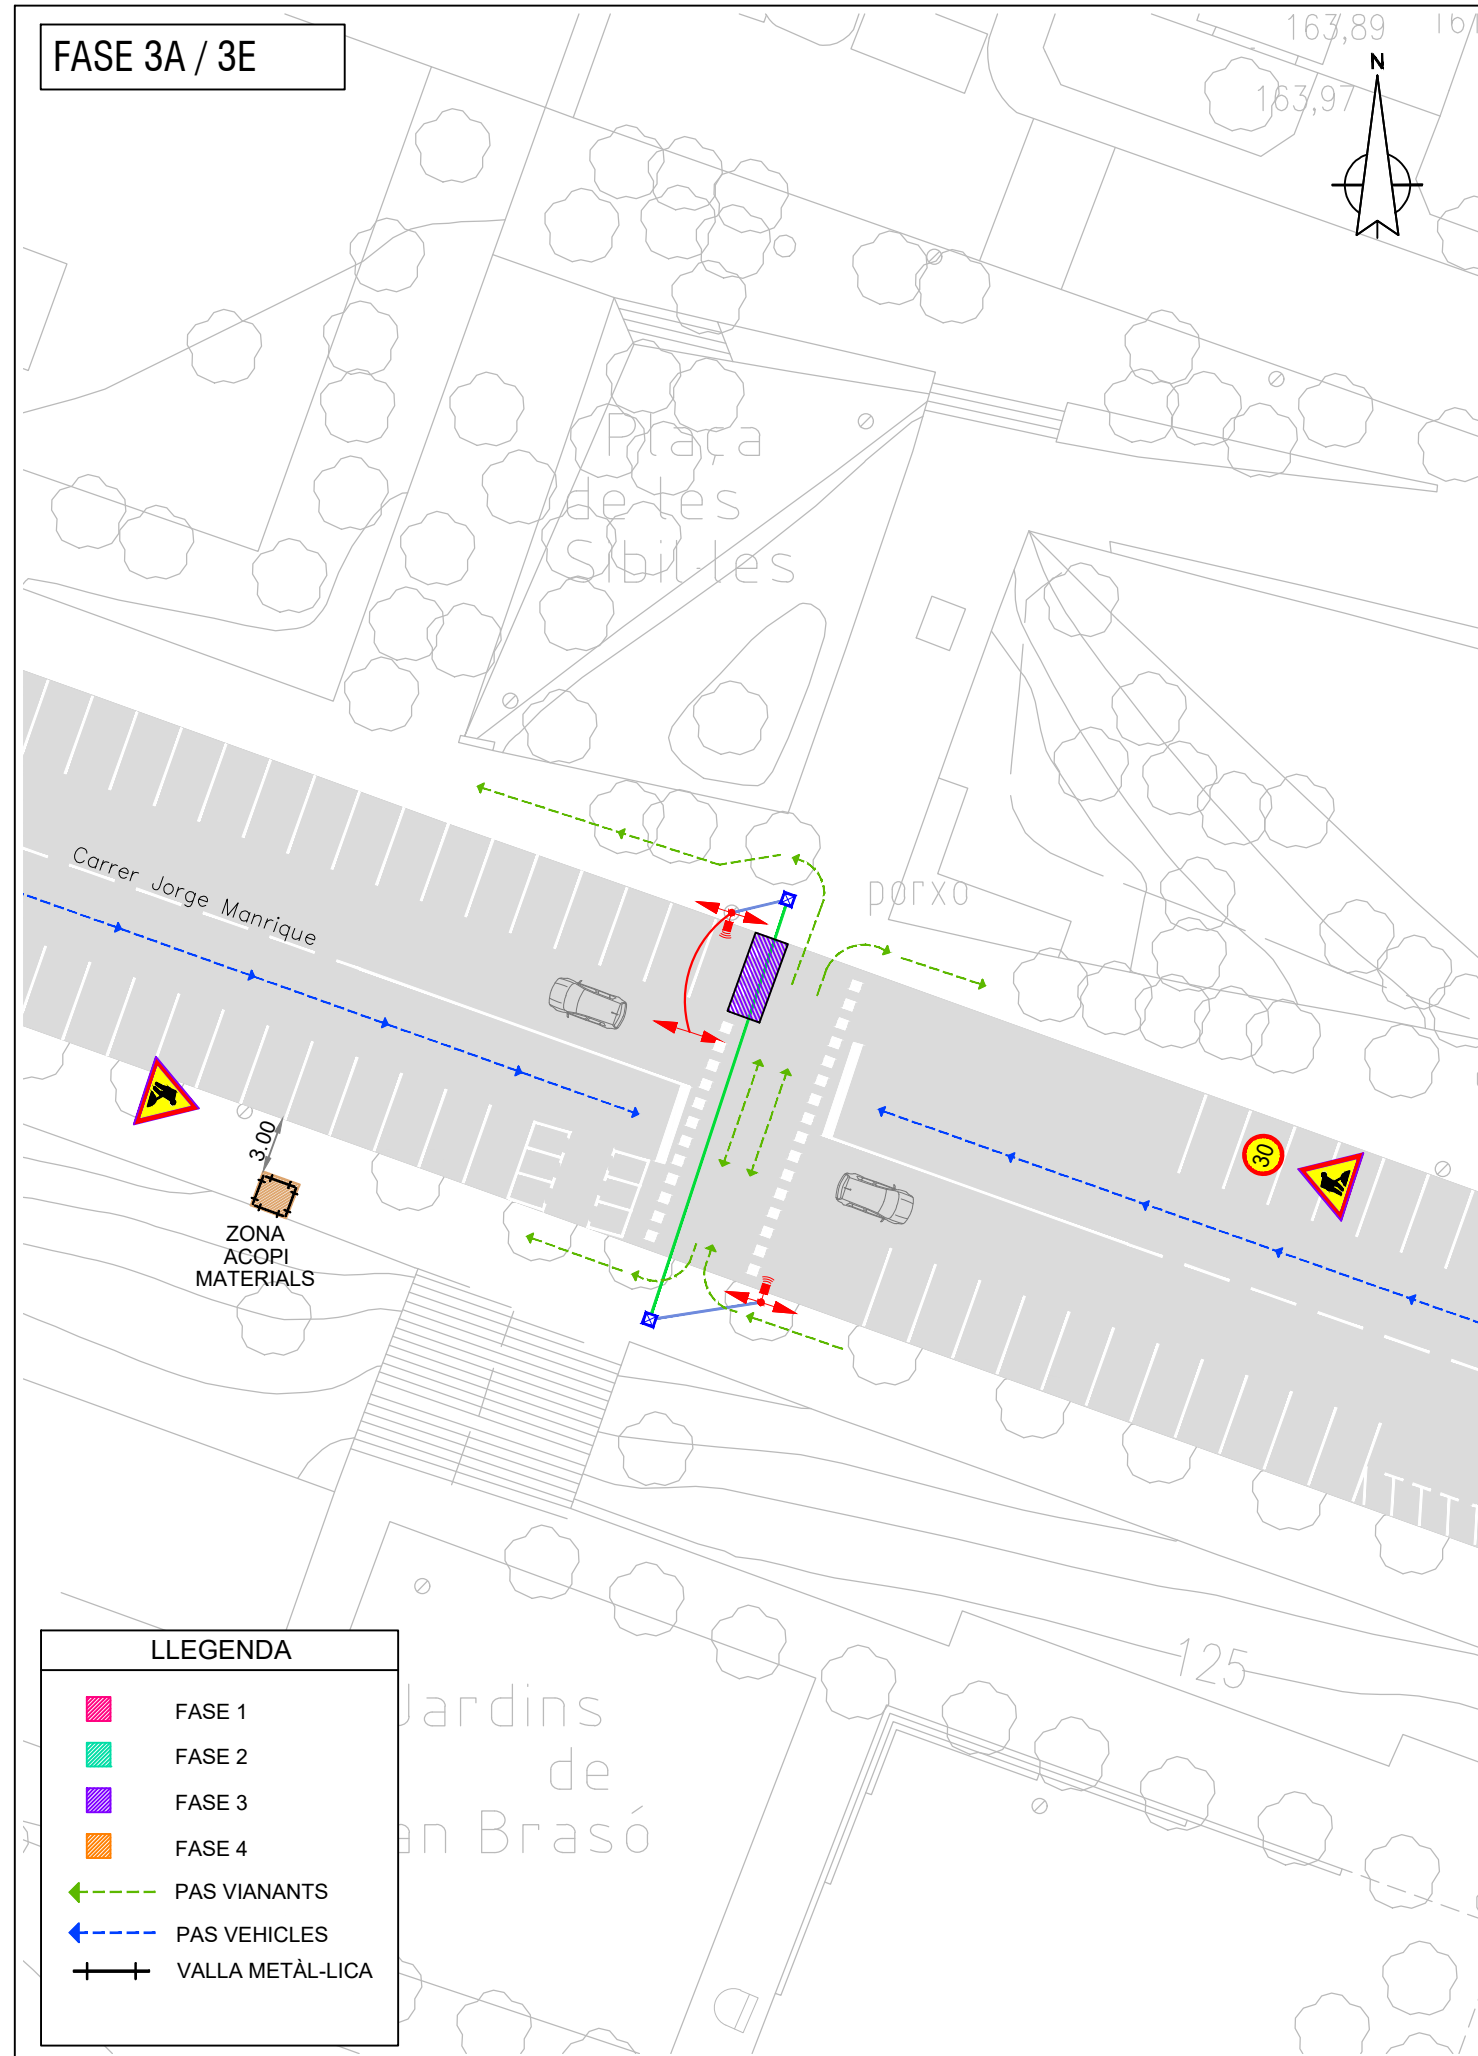 FASE 3A / 3E
163,89
163,97
N
Plaça
de les
Sibil·les
Carrer Jorge Manrique
porxo
30
3.00
ZONA
ACOPI
MATERIALS
125
Jardins
de
an Brasó
LLEGENDA
FASE 1
FASE 2
FASE 3
FASE 4
PAS VIANANTS
PAS VEHICLES
VALLA METÀL-LICA